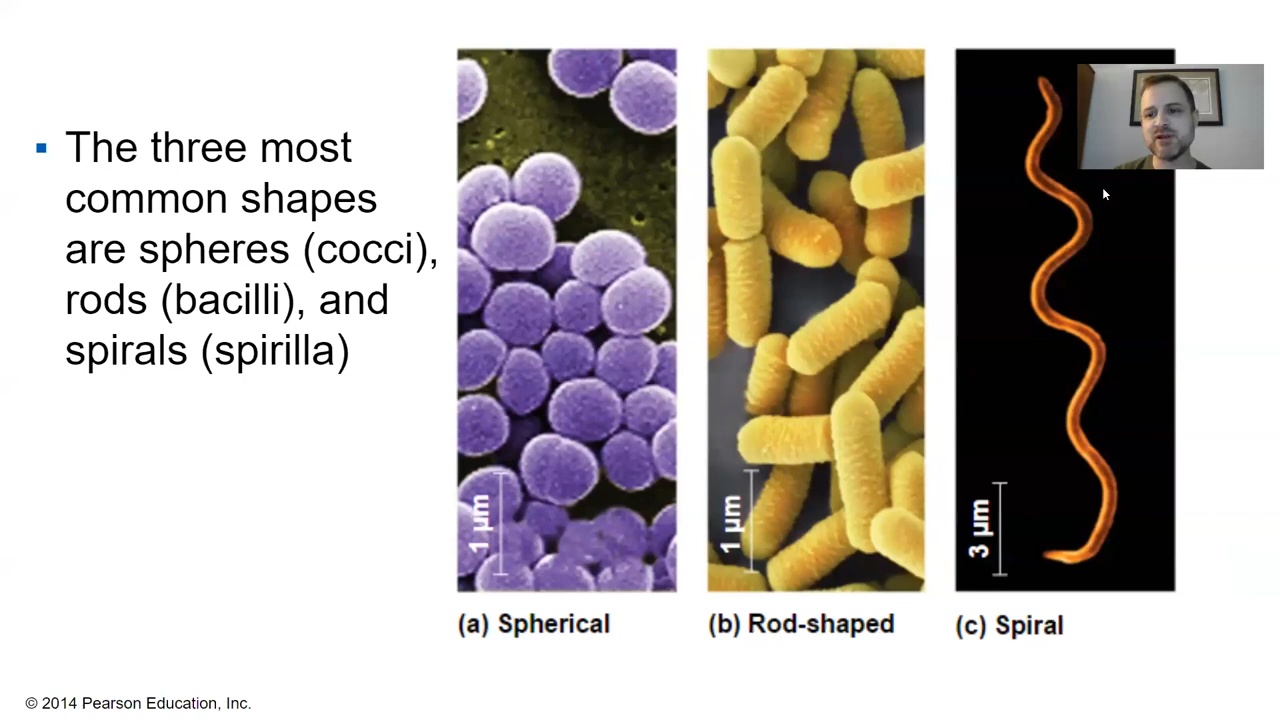 ▪ The three most
common shapes
are spheres (cocci),
rods (bacilli), and
spirals (spirilla)
1 µm
1 µm
3 µm
(a) Spherical
(b) Rod-shaped
(c) Spiral
© 2014 Pearson Education, Inc.